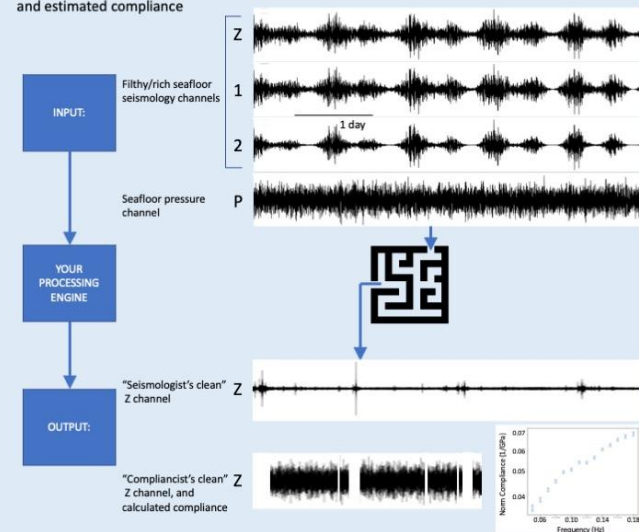 and estimated compliance
INPUT:
Filthy/rich seafloor
seismology channels
Z
1
1 day
2
Seafloor pressure
channel
P
YOUR
PROCESSING
ENGINE
OUTPUT:
"Seismologist's clean"
Z channel
Z
"Compliancist's clean"
Z channel, and
calculated compliance
Z
Norm Compliance (1/GPa)
0.07
0.06
0.05
0.04
0.06
0.10
0.14
0.18
Frequency (Hz)